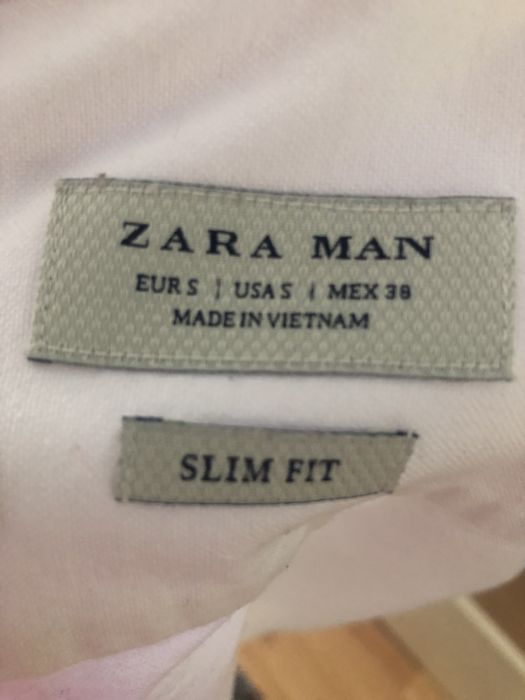 ZARA MAN
EUR S | USA S | MEX 38
MADE IN VIETNAM
SLIM FIT